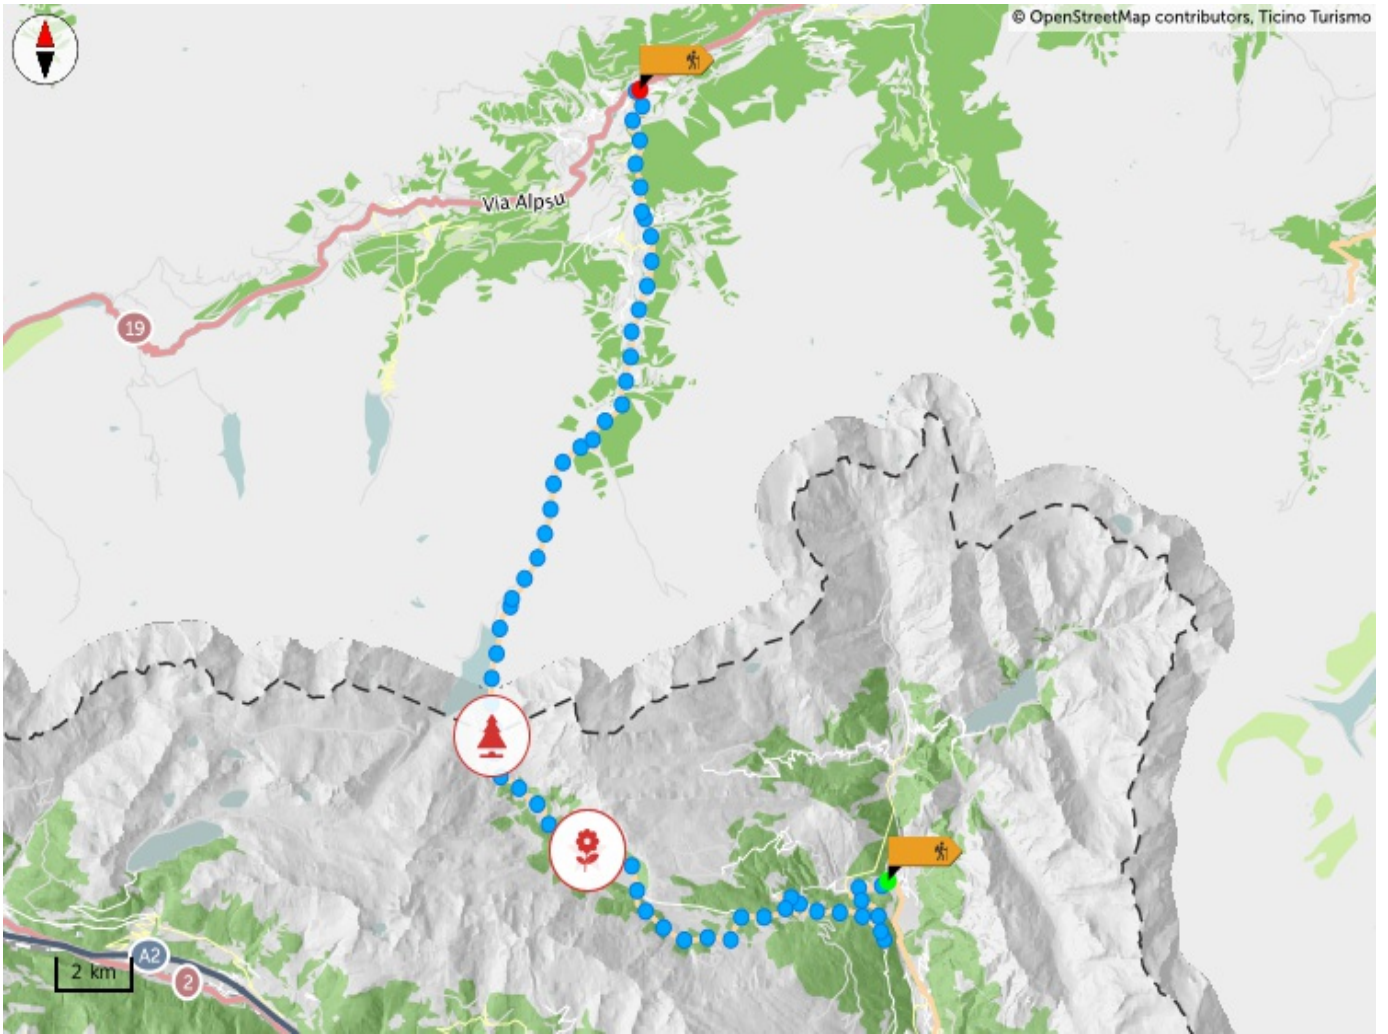 © OpenStreetMap contributors, Ticino Turismo
Via Alpsu
19
A2
2 km
2